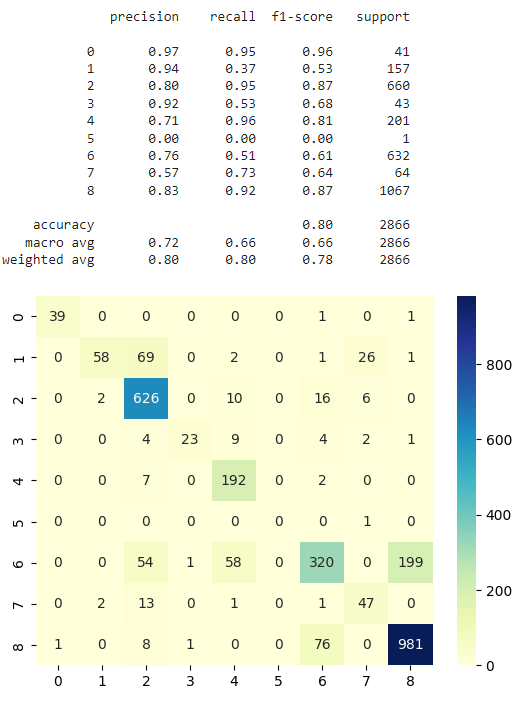 precision recall f1-score support
0 0.97 0.95 0.96 41
1 0.94 0.37 0.53 157
2 0.80 0.95 0.87 660
3 0.92 0.53 0.68 43
4 0.71 0.96 0.81 201
5 0.00 0.00 0.00 1
6 0.76 0.51 0.61 632
7 0.57 0.73 0.64 64
8 0.83 0.92 0.87 1067
accuracy 0.80 2866
macro avg 0.72 0.66 0.66 2866
weighted avg 0.80 0.80 0.78 2866
0 39 0 0 0 0 0 1 0 1
1 0 58 69 0 2 0 1 26 1
2 0 2 626 0 10 0 16 6 0
3 0 0 4 23 9 0 4 2 1
4 0 0 7 0 192 0 2 0 0
5 0 0 0 0 0 0 0 1 0
6 0 0 54 1 58 0 320 0 199
7 0 2 13 0 1 0 1 47 0
8 1 0 8 1 0 0 76 0 981
0 1 2 3 4 5 6 7 8
800
600
400
200
0